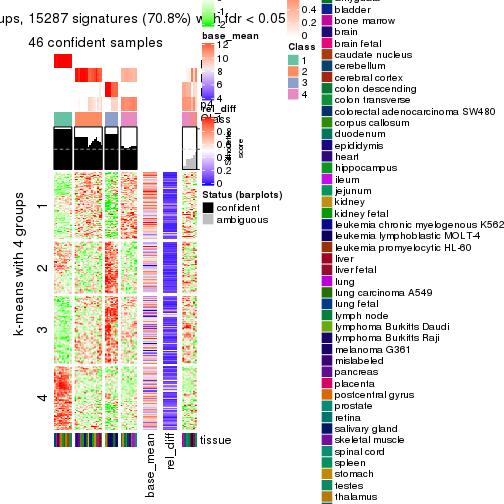 ups, 15287 signatures (70.8%) with fdr < 0.05
46 confident samples
k-means with 4 groups
1
2
3
4
base_mean
rel_diff
tissue
-2
base_mean
12
10
8
6
4
rel_diff
0.8
0.6
0.4
0.2
0
Class
Silhouette
score
Status (barplots)
confident
ambiguous
0.4
0.2
0
Class
1
2
3
4
bladder
bone marrow
brain
brain fetal
caudate nucleus
cerebellum
cerebral cortex
colon descending
colon transverse
colorectal adenocarcinoma SW480
corpus callosum
duodenum
epididymis
heart
hippocampus
ileum
jejunum
kidney
kidney fetal
leukemia chronic myelogenous K562
leukemia lymphoblastic MOLT-4
leukemia promyelocytic HL-60
liver
liver fetal
lung
lung carcinoma A549
lung fetal
lymph node
lymphoma Burkitts Daudi
lymphoma Burkitts Raji
melanoma G361
mislabeled
pancreas
placenta
postcentral gyrus
prostate
retina
salivary gland
skeletal muscle
spinal cord
spleen
stomach
testes
thalamus